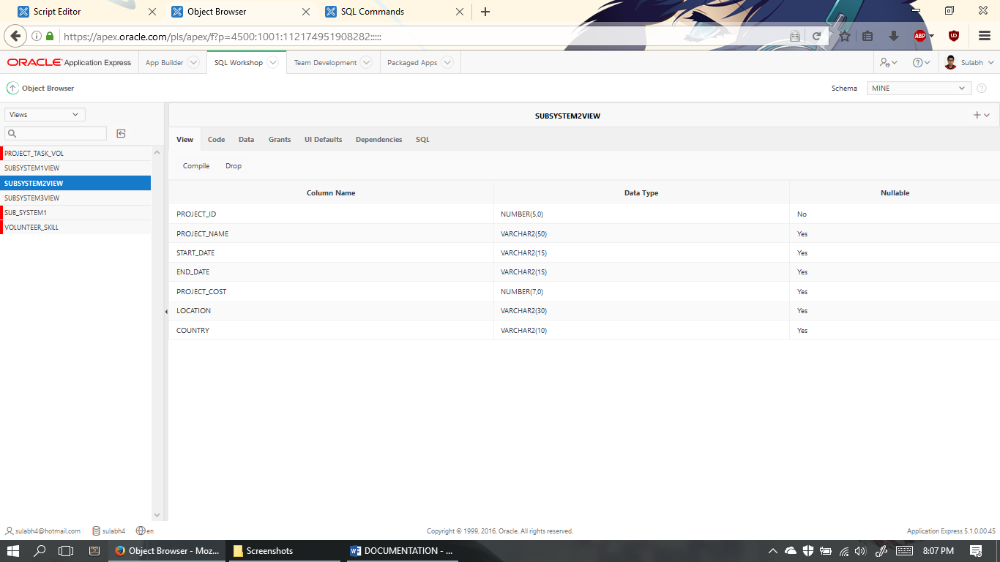 Script Editor
Object Browser
SQL Commands
https://apex.oracle.com/pls/apex/f?p=4500:1001:112174951908282:::::
ABP
ORACLE Application Express
App Builder
SQL Workshop
Team Development
Packaged Apps
Sulabh
Object Browser
Schema
MINE
Views
SUBSYSTEM2VIEW
PROJECT_TASK_VOL
SUBSYSTEM1VIEW
SUBSYSTEM2VIEW
SUBSYSTEM3VIEW
SUB_SYSTEM1
VOLUNTEER_SKILL
View Code Data Grants UI Defaults Dependencies SQL
Compile Drop
Column Name Data Type Nullable
PROJECT_ID NUMBER(5,0) No
PROJECT_NAME VARCHAR2(50) Yes
START_DATE VARCHAR2(15) Yes
END_DATE VARCHAR2(15) Yes
PROJECT_COST NUMBER(7,0) Yes
LOCATION VARCHAR2(30) Yes
COUNTRY VARCHAR2(10) Yes
sulabh4@hotmail.com sulabh4 en
Copyright © 1999, 2016, Oracle. All rights reserved.
Application Express 5.1.0.00.45
Object Browser - Moz...
Screenshots
DOCUMENTATION - ...
8:07 PM